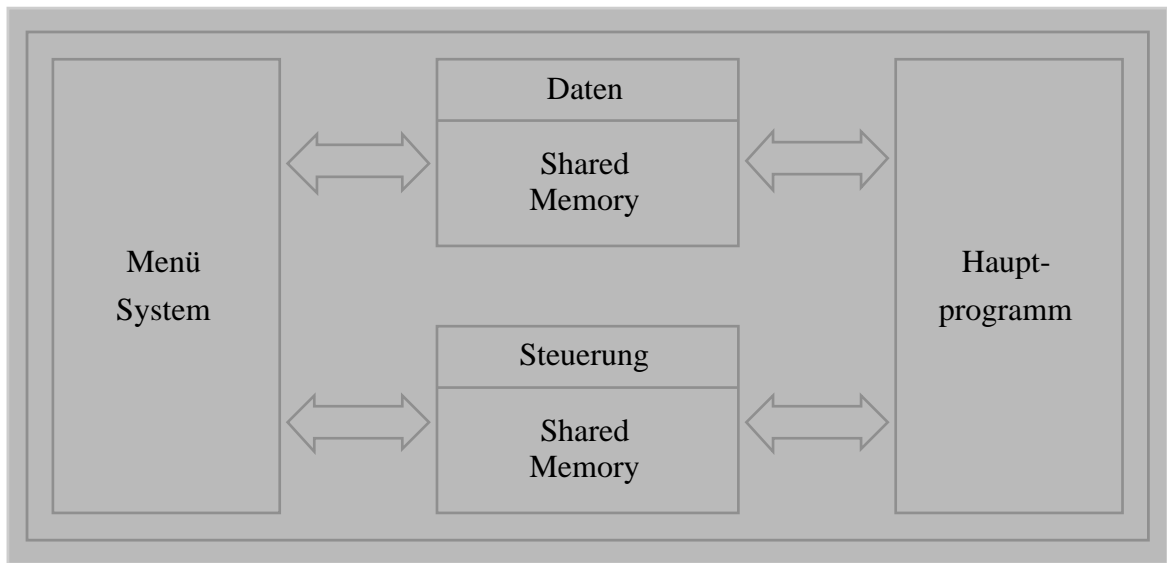 Menü
System
Daten
Shared
Memory
Steuerung
Shared
Memory
Haupt-
programm